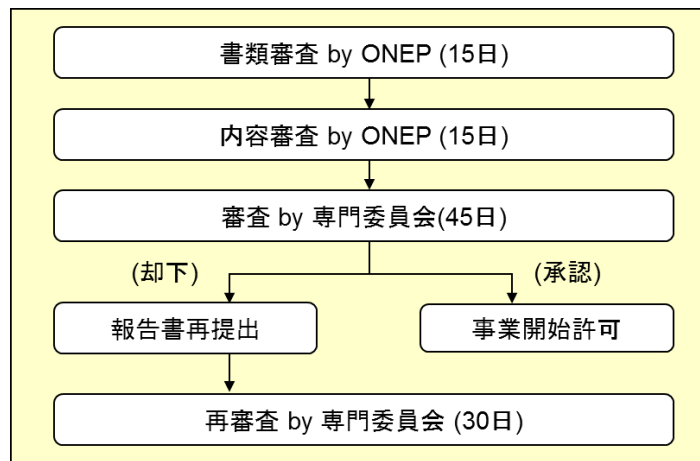 書類審査 by ONEP (15日)
内容審査 by ONEP (15日)
審査 by 専門委員会(45日)
(却下)
(承認)
報告書再提出
事業開始許可
再審査 by 専門委員会 (30日)